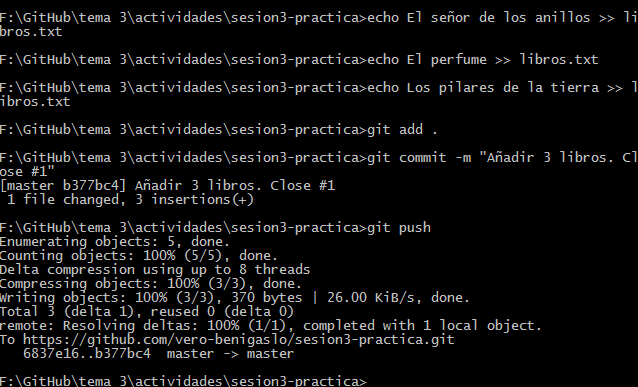 F:\GitHub\tema 3\actividades\sesion3-practica>echo El señor de los anillos >> li
bros.txt
F:\GitHub\tema 3\actividades\sesion3-practica>echo El perfume >> libros.txt
F:\GitHub\tema 3\actividades\sesion3-practica>echo Los pilares de la tierra >> l
ibros.txt
F:\GitHub\tema 3\actividades\sesion3-practica>git add .
F:\GitHub\tema 3\actividades\sesion3-practica>git commit -m "Añadir 3 libros. Cl
ose #1"
[master b377bc4] Añadir 3 libros. Close #1
 1 file changed, 3 insertions(+)
F:\GitHub\tema 3\actividades\sesion3-practica>git push
Enumerating objects: 5, done.
Counting objects: 100% (5/5), done.
Delta compression using up to 8 threads
Compressing objects: 100% (3/3), done.
Writing objects: 100% (3/3), 370 bytes | 26.00 KiB/s, done.
Total 3 (delta 1), reused 0 (delta 0)
remote: Resolving deltas: 100% (1/1), completed with 1 local object.
To https://github.com/vero-benigaslo/sesion3-practica.git
   6837e16..b377bc4  master -> master
F:\GitHub\tema 3\actividades\sesion3-practica>